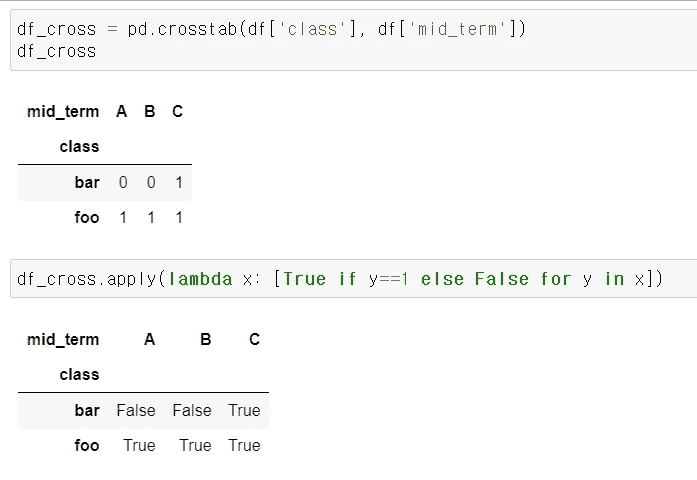 df_cross = pd.crosstab(df['class'], df['mid_term'])
df_cross
mid_term A B C
class
bar 0 0 1
foo 1 1 1
df_cross.apply(lambda x: [True if y==1 else False for y in x])
mid_term A B C
class
bar False False True
foo True True True